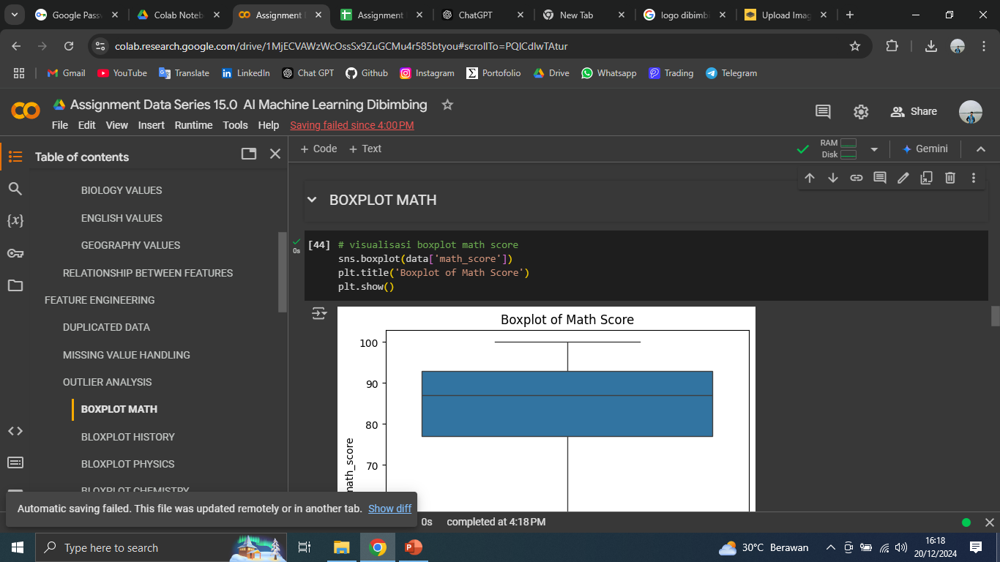 Google Passw
Colab Noteb
Assignment
Assignment
ChatGPT
New Tab
logo dibimbi
Upload Imag
colab.research.google.com/drive/1MjECVAWzWcOssSx9ZuGCMu4r585btyou#scrollTo=PQlCdIwTAtur
Gmail
YouTube
Translate
LinkedIn
Chat GPT
Github
Instagram
Portofolio
Drive
Whatsapp
Trading
Telegram
Assignment Data Series 15.0 AI Machine Learning Dibimbing
File Edit View Insert Runtime Tools Help Saving failed since 4:00 PM
Share
Table of contents
+ Code + Text
RAM
Disk
Gemini
BIOLOGY VALUES
ENGLISH VALUES
GEOGRAPHY VALUES
RELATIONSHIP BETWEEN FEATURES
FEATURE ENGINEERING
DUPLICATED DATA
MISSING VALUE HANDLING
OUTLIER ANALYSIS
BOXPLOT MATH
BLOXPLOT HISTORY
BLOXPLOT PHYSICS
BLOXPLOT CHEMISTRY
BOXPLOT MATH
[44] # visualisasi boxplot math score
0s
sns.boxplot(data['math_score'])
plt.title('Boxplot of Math Score')
plt.show()
Boxplot of Math Score
100
90
80
70
math_score
Automatic saving failed. This file was updated remotely or in another tab. Show diff
0s completed at 4:18 PM
Type here to search
30°C Berawan
16:18
20/12/2024